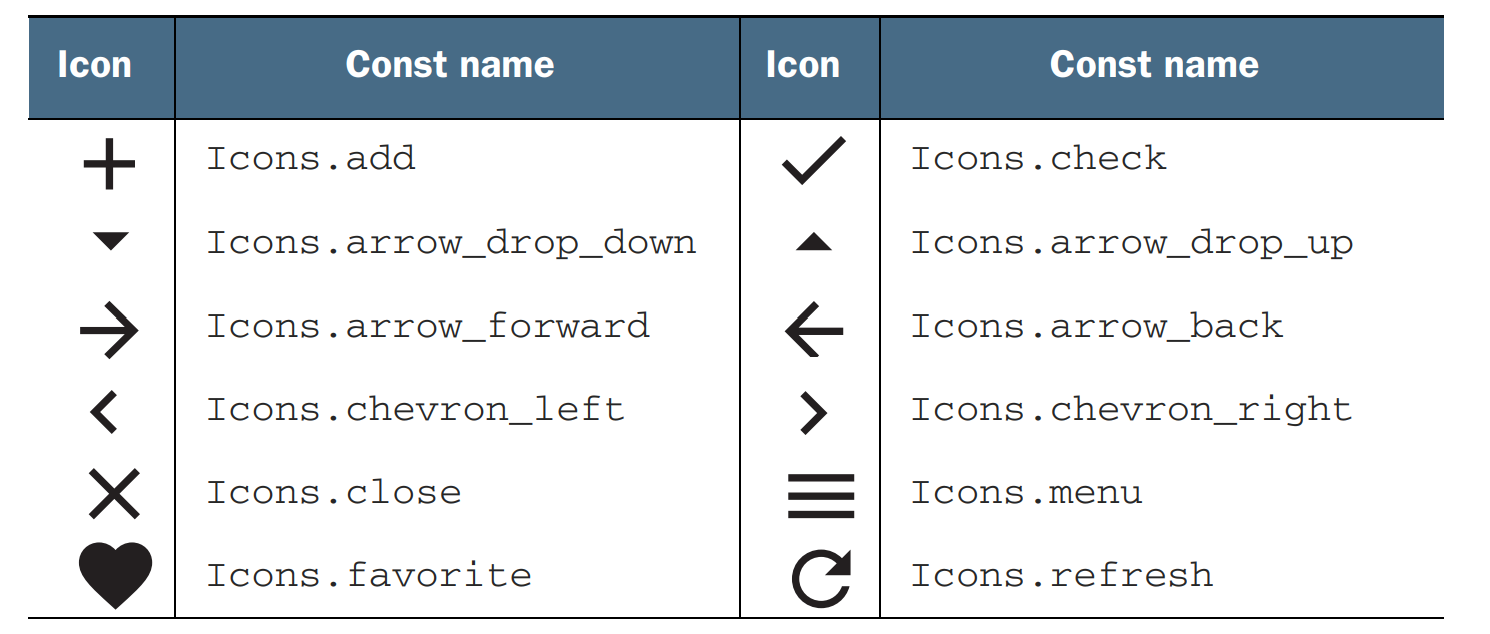 Icon Const name Icon Const name
Icons.add Icons.check
Icons.arrow_drop_down Icons.arrow_drop_up
Icons.arrow_forward Icons.arrow_back
Icons.chevron_left Icons.chevron_right
Icons.close Icons.menu
Icons.favorite Icons.refresh